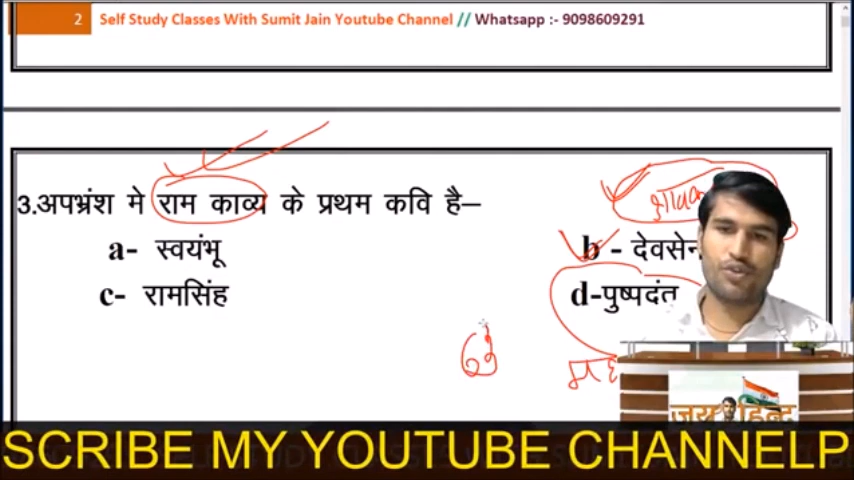 2 Self Study Classes With Sumit Jain Youtube Channel // Whatsapp :- 9098609291
3.अपभ्रंश मे राम काव्य के प्रथम कवि है–
a- स्वयंभू
b - देवसेन
c- रामसिंह
d-पुष्पदंत
जय हिन्द
SCRIBE MY YOUTUBE CHANNELP